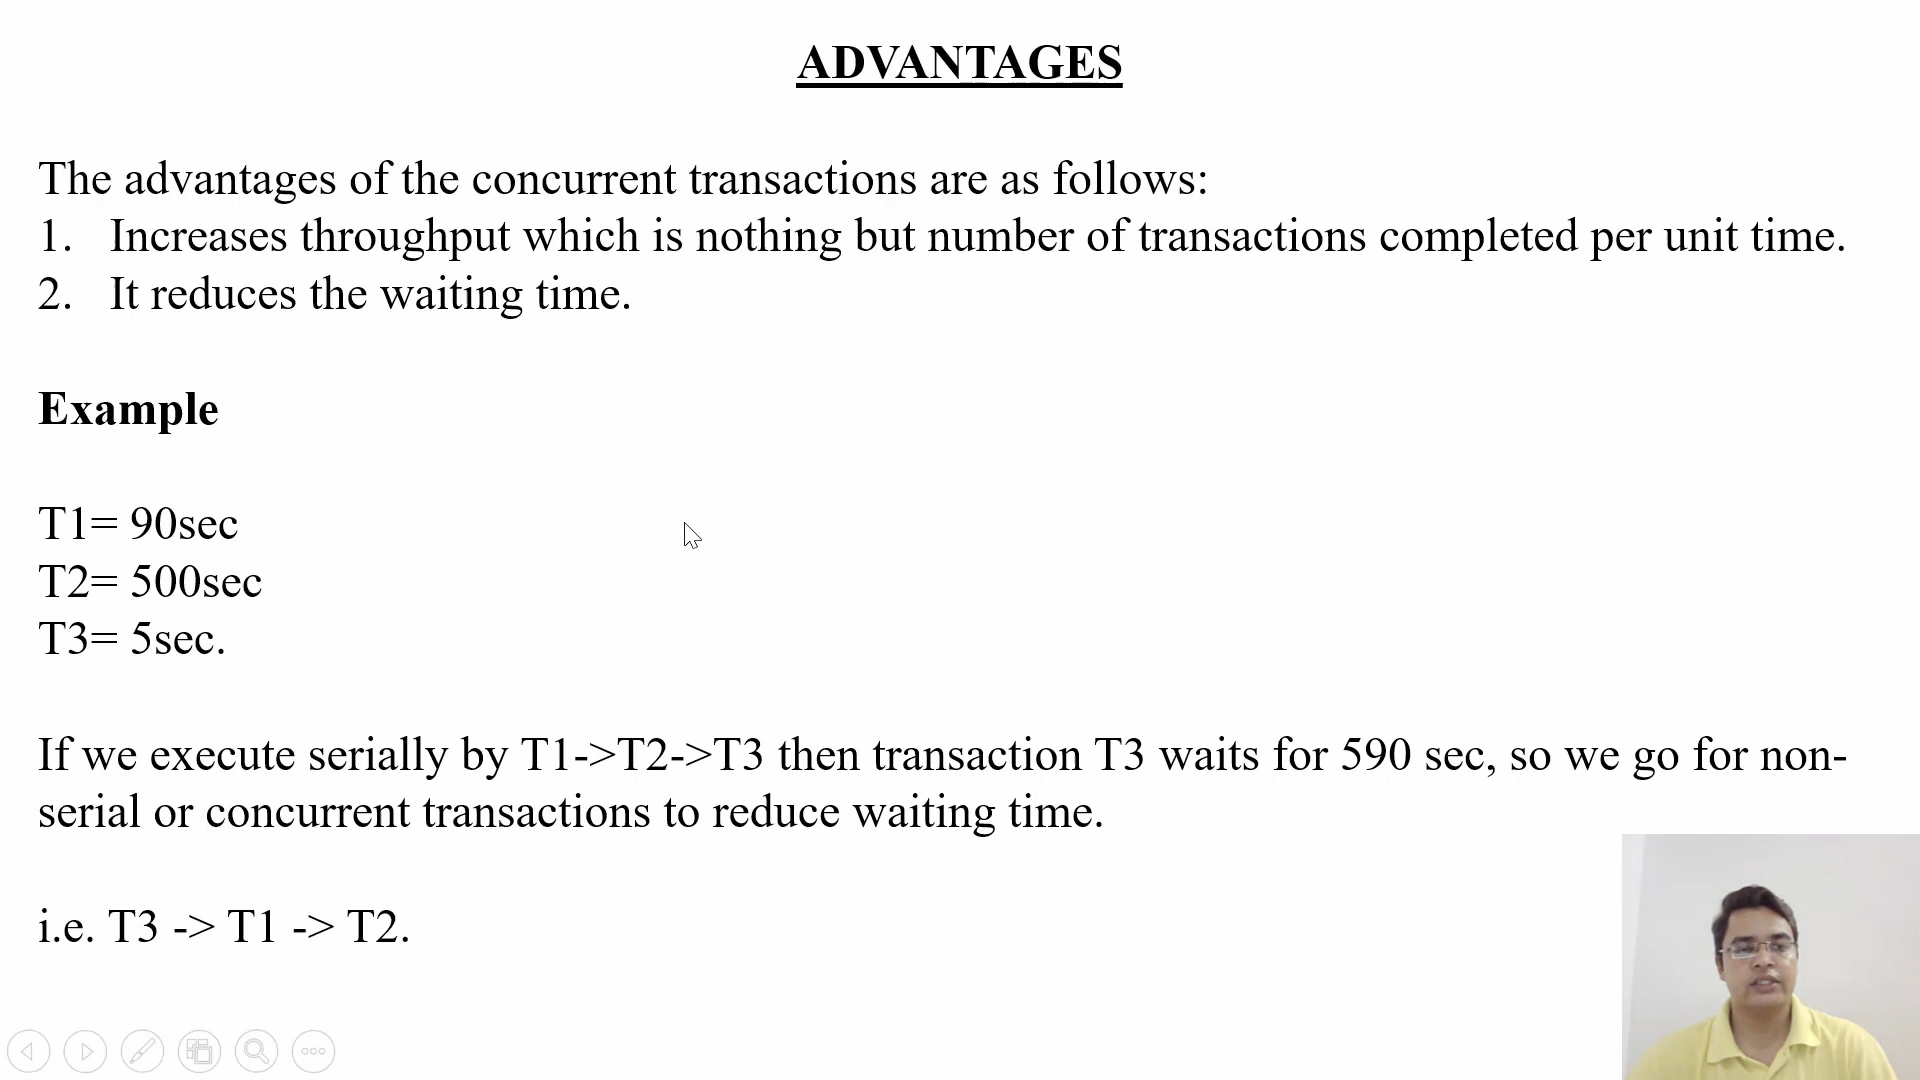 ADVANTAGES
The advantages of the concurrent transactions are as follows:
1. Increases throughput which is nothing but number of transactions completed per unit time.
2. It reduces the waiting time.
Example
T1= 90sec
T2= 500sec
T3= 5sec.
If we execute serially by T1->T2->T3 then transaction T3 waits for 590 sec, so we go for non-
serial or concurrent transactions to reduce waiting time.
i.e. T3 -> T1 -> T2.